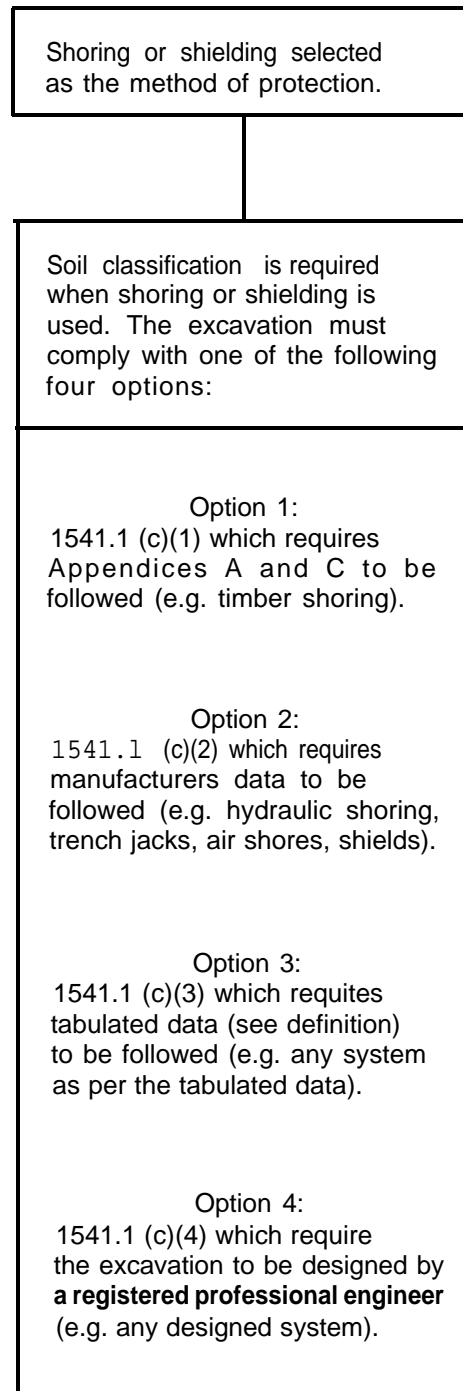 Shoring or shielding selected
as the method of protection.
Soil classification is required
when shoring or shielding is
used. The excavation must
comply with one of the following
four options:
Option 1:
1541.1 (c)(1) which requires
Appendices A and C to be
followed (e.g. timber shoring).
Option 2:
1541.l (c)(2) which requires
manufacturers data to be
followed (e.g. hydraulic shoring,
trench jacks, air shores, shields).
Option 3:
1541.1 (c)(3) which requites
tabulated data (see definition)
to be followed (e.g. any system
as per the tabulated data).
Option 4:
1541.1 (c)(4) which require
the excavation to be designed by
a registered professional engineer
(e.g. any designed system).